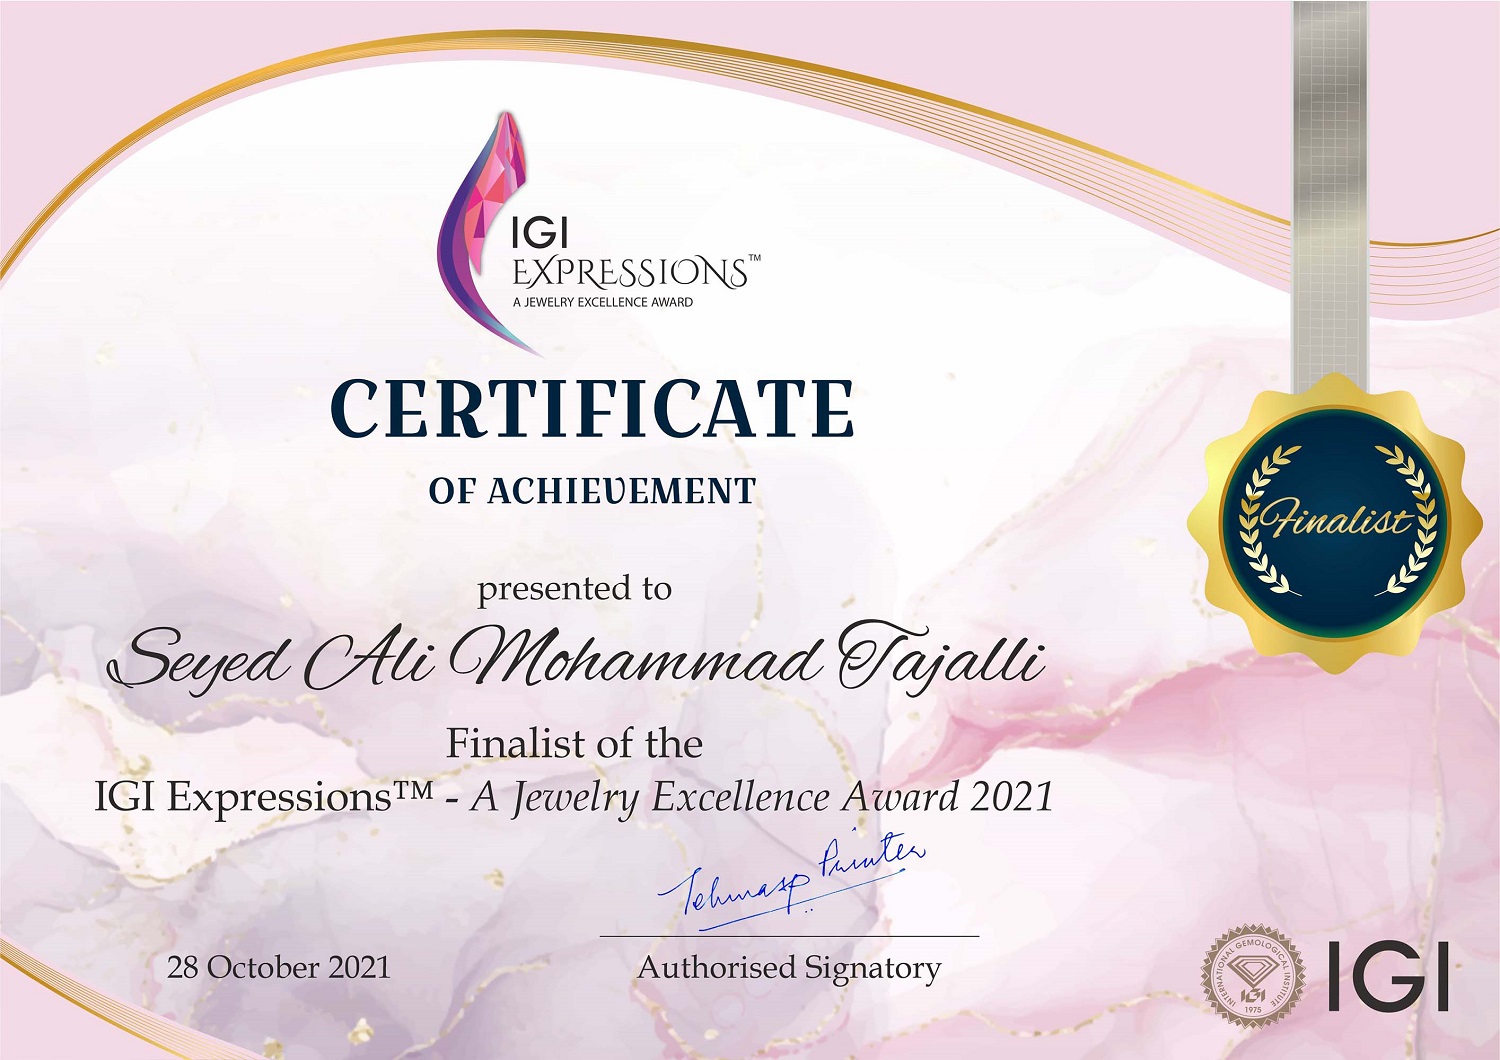 IGI
EXPRESSIONS™
A JEWELRY EXCELLENCE AWARD
CERTIFICATE
OF ACHIEVEMENT
Finalist
presented to
Seyed Ali Mohammad Tajalli
Finalist of the
IGI Expressions™ - A Jewelry Excellence Award 2021
Tehmasp Printer
28 October 2021
Authorised Signatory
INTERNATIONAL GEMOLOGICAL INSTITUTE
IGI
1975
IGI